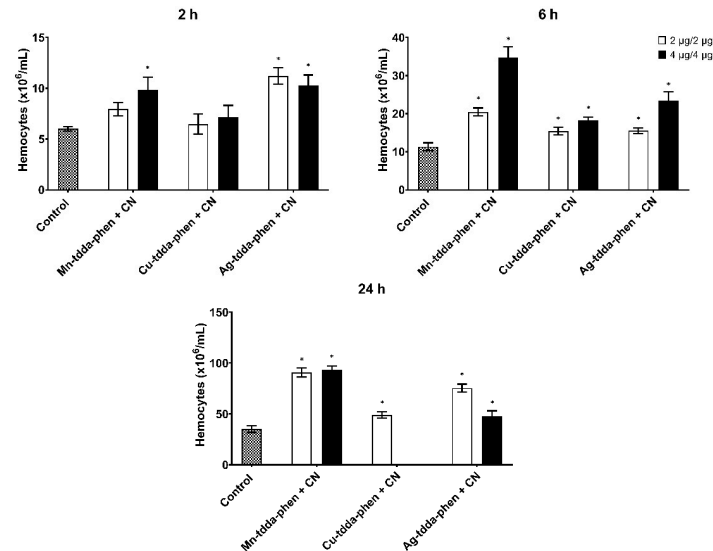 2 h
Hemocytes (x10⁶/mL)
15
10
5
0
*
*
*
Control
Mn-tdda-phen + CN
Cu-tdda-phen + CN
Ag-tdda-phen + CN
6 h
2 µg/2 µg
4 µg/4 µg
Hemocytes (x10⁶/mL)
40
30
20
10
0
*
*
*
*
*
*
Control
Mn-tdda-phen + CN
Cu-tdda-phen + CN
Ag-tdda-phen + CN
24 h
Hemocytes (x10⁶/mL)
150
100
50
0
*
*
*
*
*
Control
Mn-tdda-phen + CN
Cu-tdda-phen + CN
Ag-tdda-phen + CN